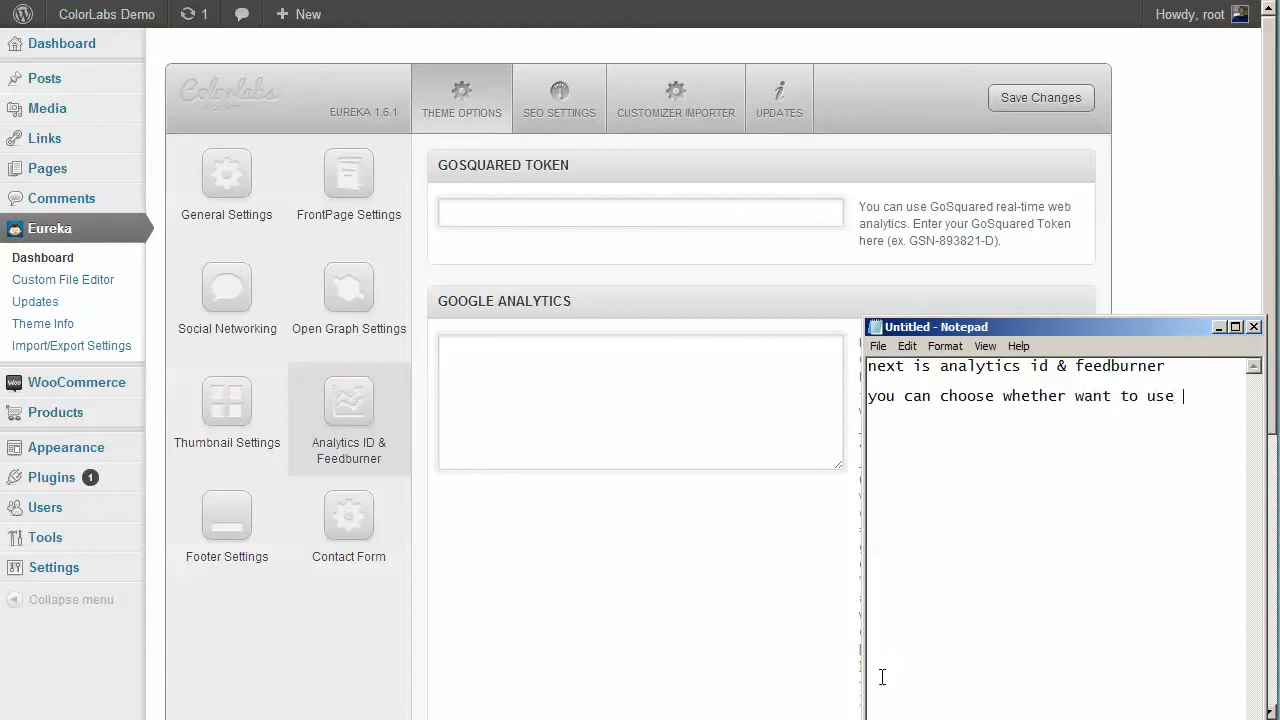 ColorLabs Demo
1
New
Howdy, root
Dashboard
Posts
Media
Links
Pages
Comments
Eureka
Dashboard
Custom File Editor
Updates
Theme Info
Import/Export Settings
WooCommerce
Products
Appearance
Plugins 1
Users
Tools
Settings
Collapse menu
Colorlabs
EUREKA 1.6.1
THEME OPTIONS
SEO SETTINGS
CUSTOMIZER IMPORTER
UPDATES
Save Changes
General Settings
FrontPage Settings
Social Networking
Open Graph Settings
Thumbnail Settings
Analytics ID &
Feedburner
Footer Settings
Contact Form
GOSQUARED TOKEN
You can use GoSquared real-time web
analytics. Enter your GoSquared Token
here (ex. GSN-893821-D).
GOOGLE ANALYTICS
Untitled - Notepad
File Edit Format View Help
next is analytics id & feedburner
you can choose whether want to use